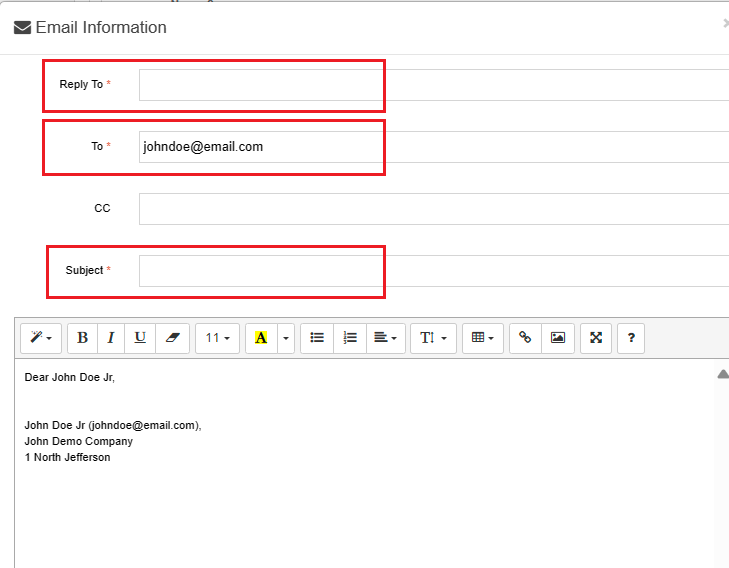 Email Information
×
Reply To *
To * johndoe@email.com
CC
Subject *
B I U 11 A T ?
Dear John Doe Jr,
John Doe Jr (johndoe@email.com),
John Demo Company
1 North Jefferson